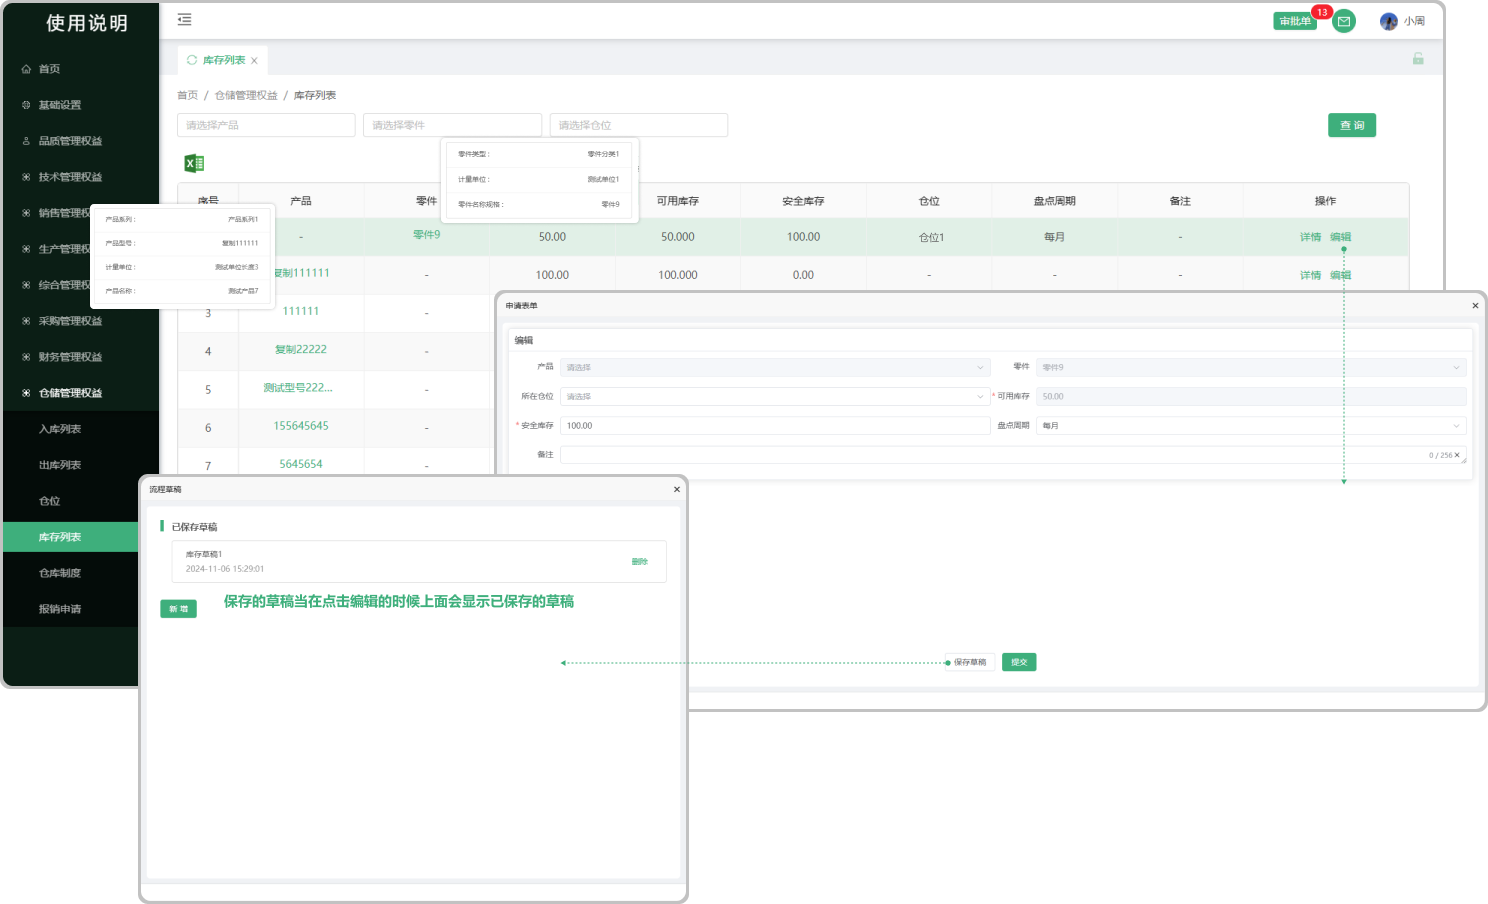 使用说明
首页
基础设置
品质管理权益
技术管理权益
销售管理权
生产管理权
综合管理权
采购管理权益
财务管理权益
仓储管理权益
入库列表
出库列表
仓位
库存列表
仓库制度
报销申请
审批单 13 小周
库存列表
首页 / 仓储管理权益 / 库存列表
请选择产品 请选择零件 请选择仓位 查 询
零件类型： 零件分类1
计量单位： 测试单位1
零件名称规格： 零件9
产品系列： 产品系列1
产品型号： 复制111111
计量单位： 测试单位长度3
产品名称： 测试产品7
序号 产品 零件 可用库存 安全库存 仓位 盘点周期 备注 操作
- 零件9 50.00 50.000 100.00 仓位1 每月 - 详情 编辑
复制111111 - 100.00 100.000 0.00 - - - 详情 编辑
3 111111 -
4 复制22222 -
5 测试型号222... -
6 155645645 -
7 5645654 -
申请表单
编辑
产品 请选择 零件 零件9
所在仓位 请选择 * 可用库存 50.00
* 安全库存 100.00 盘点周期 每月
备注 0 / 256
保存草稿 提交
流程草稿
已保存草稿
库存草稿1
2024-11-06 15:29:01
删除
新 增
保存的草稿当在点击编辑的时候上面会显示已保存的草稿